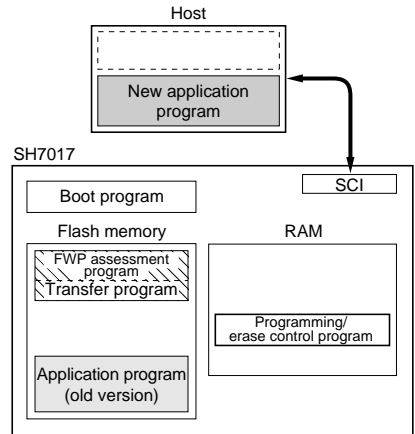 Host
New application
program
SH7017
SCI
Boot program
Flash memory
RAM
FWP assessment
program
Transfer program
Programming/
erase control program
Application program
(old version)